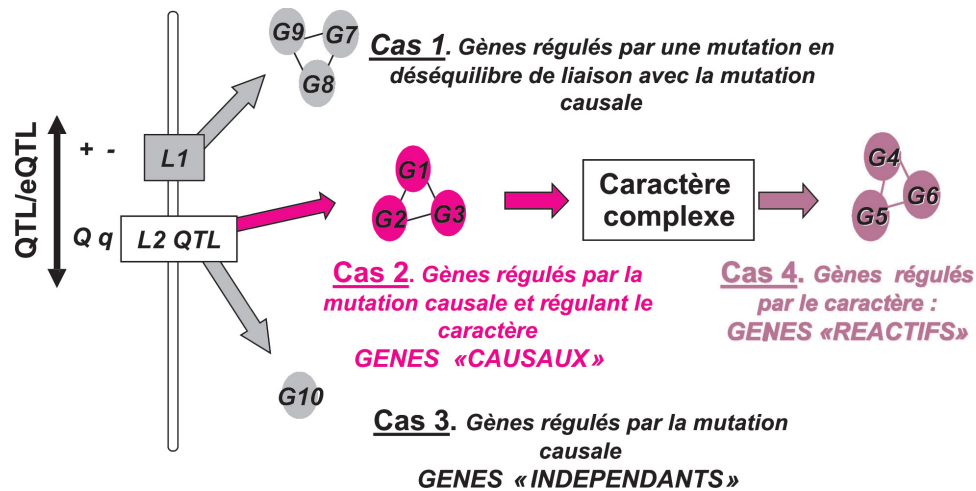 G9 G7
G8
Cas 1. Gènes régulés par une mutation en
déséquilibre de liaison avec la mutation
causale
QTL/eQTL
+ -
L1
Q q
L2 QTL
G1
G2 G3
Caractère
complexe
G4
G5 G6
Cas 2. Gènes régulés par la
mutation causale et régulant le
caractère
GENES «CAUSAUX»
Cas 4. Gènes régulés
par le caractère :
GENES «REACTIFS»
G10
Cas 3. Gènes régulés par la mutation
causale
GENES «INDEPENDANTS»